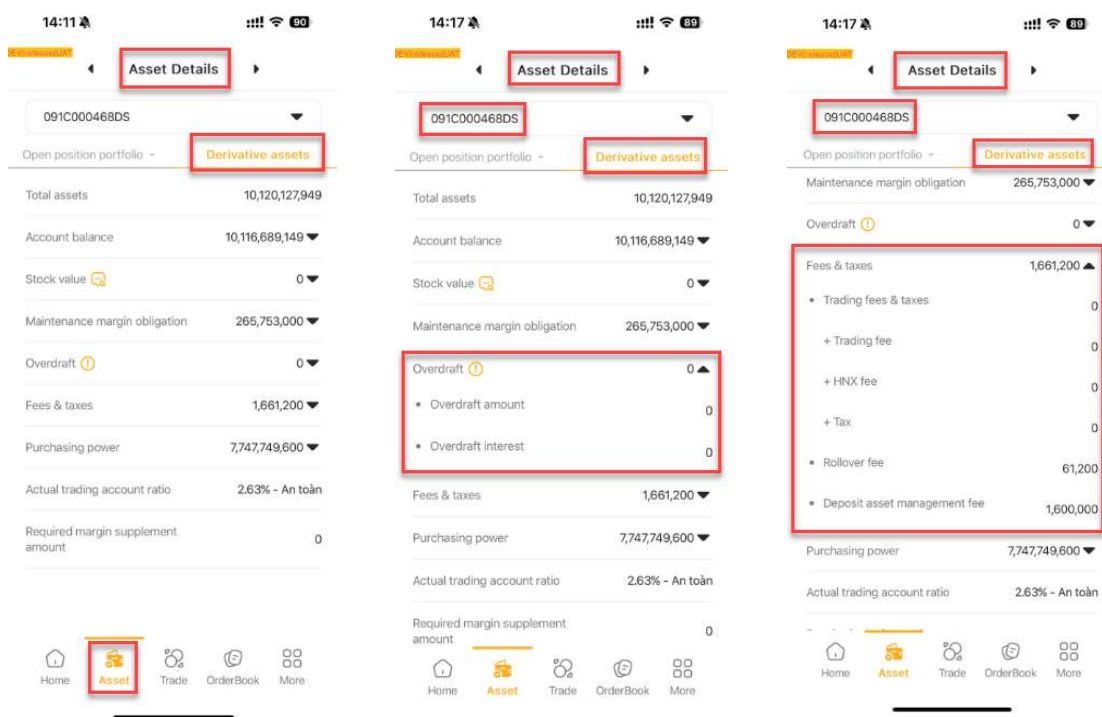 14:11
90
DEV/release/UAT
Asset Details
091C000468DS
Open position portfolio
Derivative assets
Total assets 10,120,127,949
Account balance 10,116,689,149
Stock value 0
Maintenance margin obligation 265,753,000
Overdraft 0
Fees & taxes 1,661,200
Purchasing power 7,747,749,600
Actual trading account ratio 2.63% - An toàn
Required margin supplement
amount 0
Home Asset Trade OrderBook More
14:17
89
DEV/release/UAT
Asset Details
091C000468DS
Open position portfolio
Derivative assets
Total assets 10,120,127,949
Account balance 10,116,689,149
Stock value 0
Maintenance margin obligation 265,753,000
Overdraft 0
• Overdraft amount 0
• Overdraft interest 0
Fees & taxes 1,661,200
Purchasing power 7,747,749,600
Actual trading account ratio 2.63% - An toàn
Required margin supplement
amount 0
Home Asset Trade OrderBook More
14:17
89
DEV/release/UAT
Asset Details
091C000468DS
Open position portfolio
Derivative assets
Maintenance margin obligation 265,753,000
Overdraft 0
Fees & taxes 1,661,200
• Trading fees & taxes 0
+ Trading fee 0
+ HNX fee 0
+ Tax 0
• Rollover fee 61,200
• Deposit asset management fee 1,600,000
Purchasing power 7,747,749,600
Actual trading account ratio 2.63% - An toàn
Home Asset Trade OrderBook More